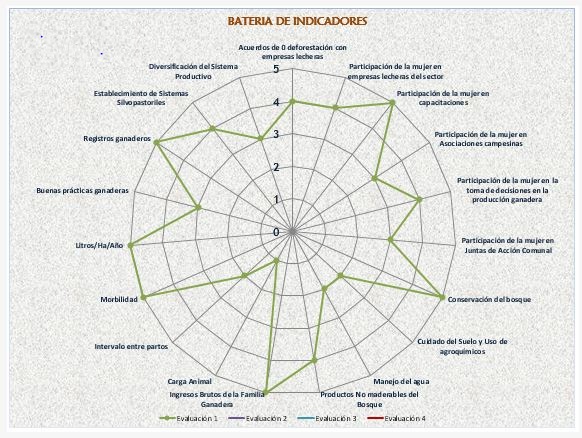 BATERIA DE INDICADORES
Acuerdos de 0 deforestación con
empresas lecheras
Participación de la mujer en
empresas lecheras del sector
Participación de la mujer en
capacitaciones
Participación de la mujer en
Asociaciones campesinas
Participación de la mujer en la
toma de decisiones en la
producción ganadera
Participación de la mujer en
Juntas de Acción Comunal
Conservación del bosque
Cuidado del Suelo y Uso de
agroquímicos
Manejo del agua
Productos No maderables del
Bosque
Ingresos Brutos de la Familia
Ganadera
Carga Animal
Intervalo entre partos
Morbilidad
Litros/Ha/Año
Buenas prácticas ganaderas
Registros ganaderos
Establecimiento de Sistemas
Silvopastoriles
Diversificación del Sistema
Productivo
5
4
3
2
1
0
Evaluación 1
Evaluación 2
Evaluación 3
Evaluación 4